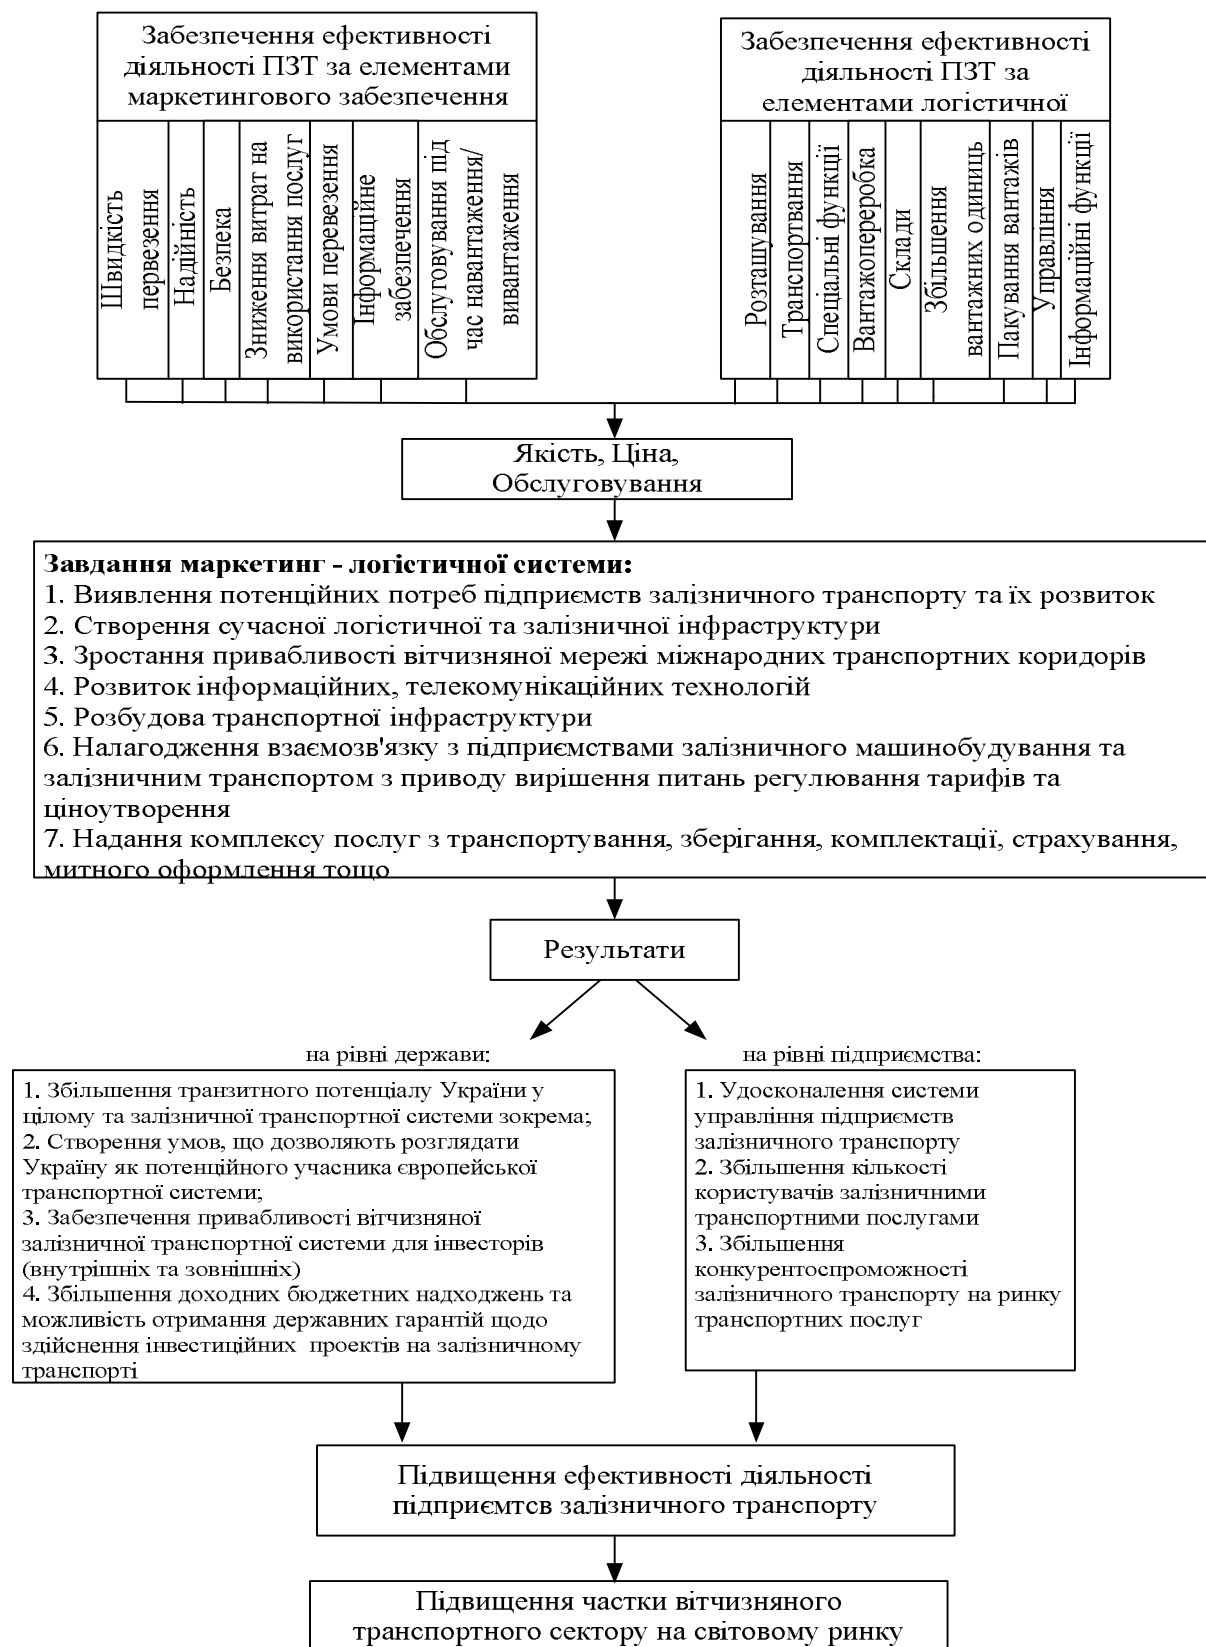 Забезпечення ефективності
діяльності ПЗТ за елементами
маркетингового забезпечення
Швидкість
первезення
Надійність
Безпека
Зниження витрат на
використання послуг
Умови перевезення
Інформаційне
забезпечення
Обслуговування під
час навантаження/
вивантаження
Забезпечення ефективності
діяльності ПЗТ за
елементами логістичної
Розташування
Транспортвання
Спеціальні функції
Вантажопереробка
Склади
Збільшення
вантажних одиниць
Пакування вантажів
Управління
Інформаційні функції
Якість, Ціна,
Обслуговування
Завдання маркетинг - логістичної системи:
1. Виявлення потенційних потреб підприємств залізничного транспорту та їх розвиток
2. Створення сучасної логістичної та залізничної інфраструктури
3. Зростання привабливості вітчизняної мережі міжнародних транспортних коридорів
4. Розвиток інформаційних, телекомунікаційних технологій
5. Розбудова транспортної інфраструктури
6. Налагодження взаємозв'язку з підприємствами залізничного машинобудування та
залізничним транспортом з приводу вирішення питань регулювання тарифів та
ціноутворення
7. Надання комплексу послуг з транспортування, зберігання, комплектації, страхування,
митного оформлення тощо
Результати
на рівні держави:
1. Збільшення транзитного потенціалу України у
цілому та залізничної транспортної системи зокрема;
2. Створення умов, що дозволяють розглядати
Україну як потенційного учасника європейської
транспортної системи;
3. Забезпечення привабливості вітчизняної
залізничної транспортної системи для інвесторів
(внутрішніх та зовнішніх)
4. Збільшення доходних бюджетних надходжень та
можливість отримання державних гарантій щодо
здійснення інвестиційних проектів на залізничному
транспорті
на рівні підприємства:
1. Удосконалення системи
управління підприємств
залізничного транспорту
2. Збільшення кількості
користувачів залізничними
транспортними послугами
3. Збільшення
конкурентоспроможності
залізничного транспорту на ринку
транспортних послуг
Підвищення ефективності діяльності
підприємтсв залізничного транспорту
Підвищення частки вітчизняного
транспортного сектору на світовому ринку